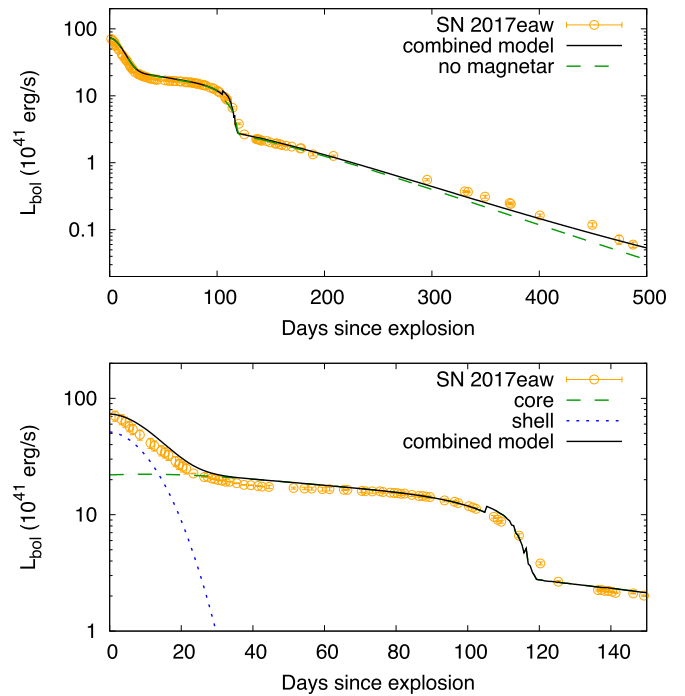 SN 2017eaw
combined model
no magnetar
100
10
1
0.1
L_bol (10^41 erg/s)
0 100 200 300 400 500
Days since explosion
SN 2017eaw
core
shell
combined model
100
10
1
L_bol (10^41 erg/s)
0 20 40 60 80 100 120 140
Days since explosion